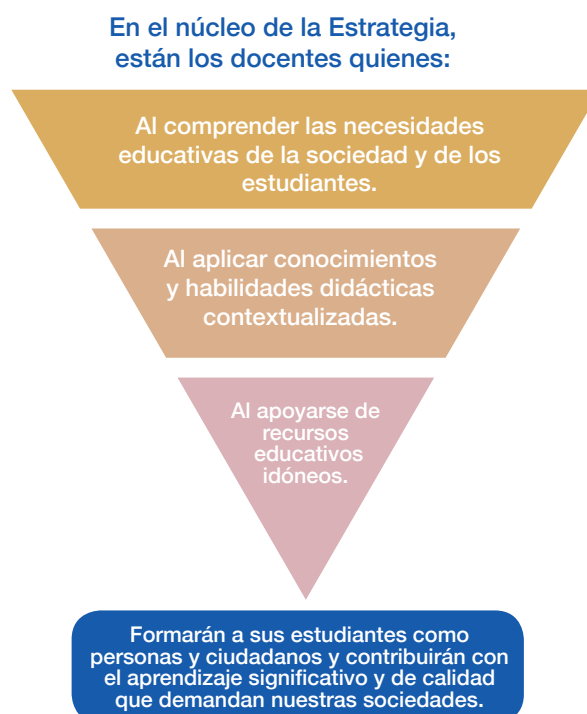 En el núcleo de la Estrategia,
están los docentes quienes:
Al comprender las necesidades
educativas de la sociedad y de los
estudiantes.
Al aplicar conocimientos
y habilidades didácticas
contextualizadas.
Al apoyarse de
recursos
educativos
idóneos.
Formarán a sus estudiantes como
personas y ciudadanos y contribuirán con
el aprendizaje significativo y de calidad
que demandan nuestras sociedades.